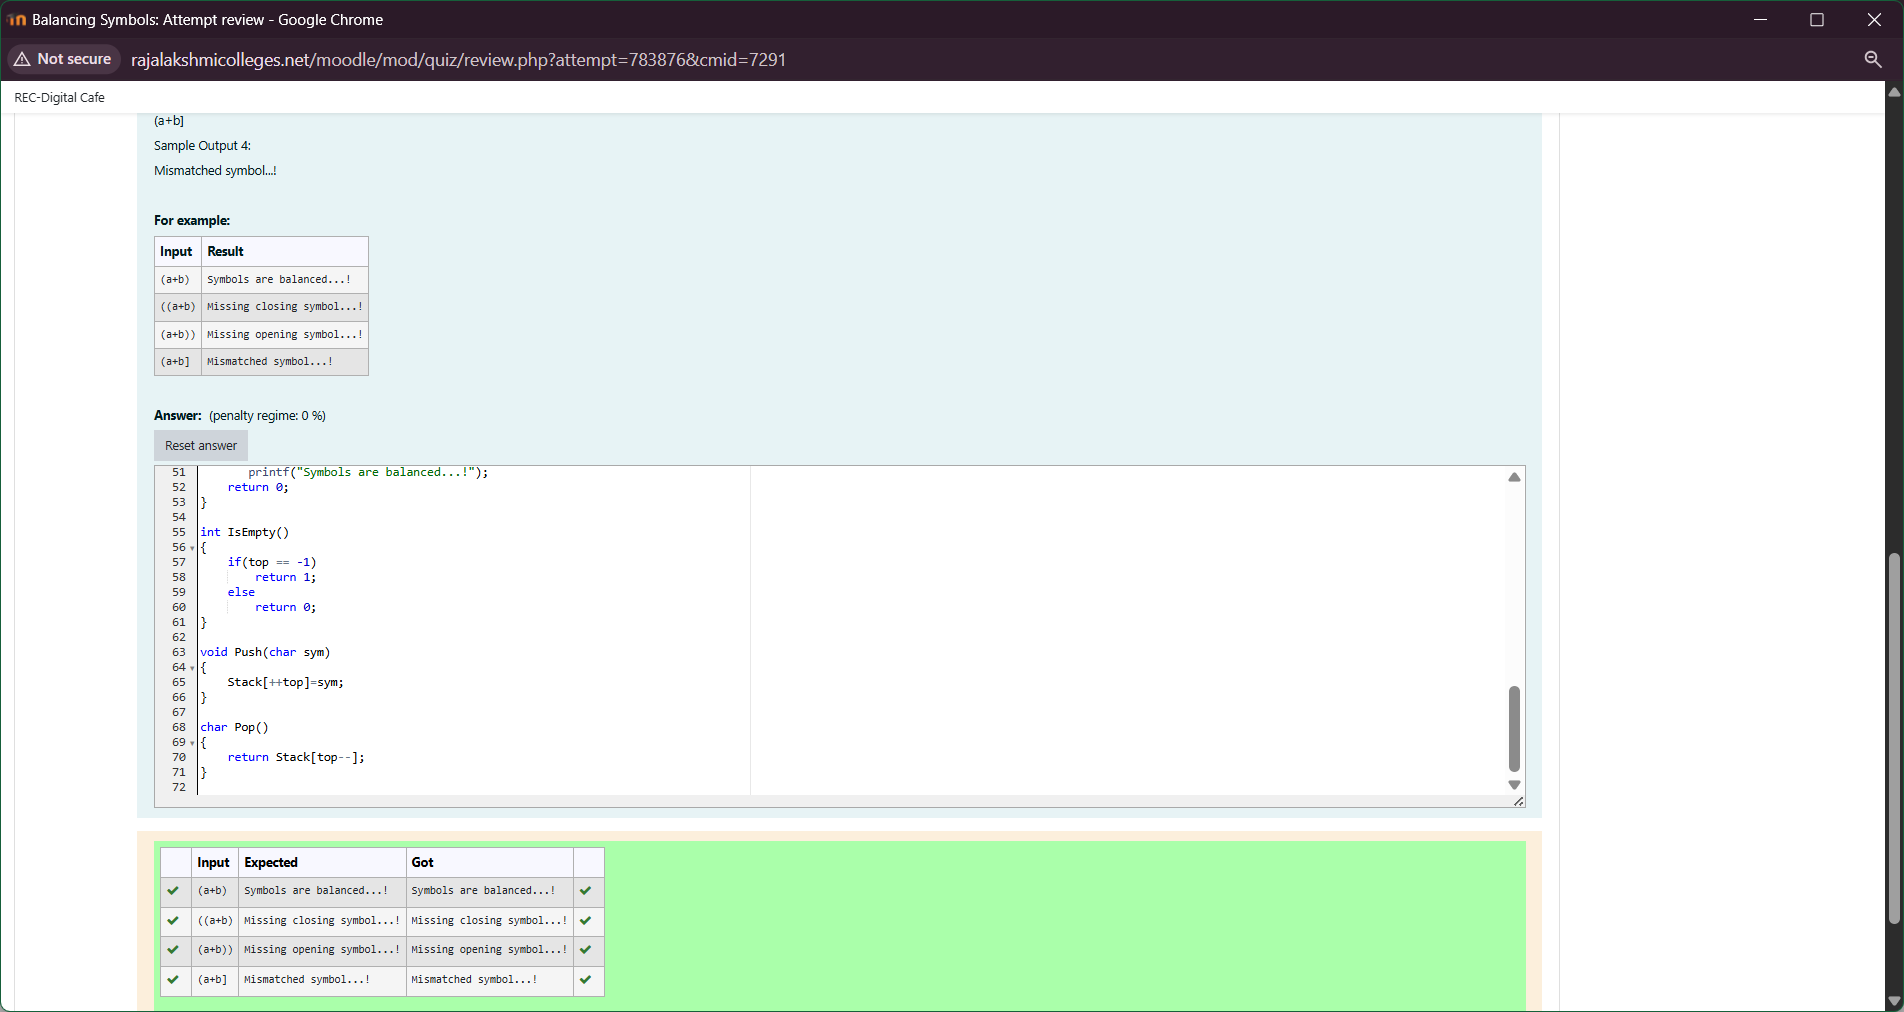 Balancing Symbols: Attempt review - Google Chrome
Not secure
rajalakshmicolleges.net/moodle/mod/quiz/review.php?attempt=783876&cmid=7291
REC-Digital Cafe
(a+b]
Sample Output 4:
Mismatched symbol...!
For example:
Input Result
(a+b) Symbols are balanced...!
((a+b) Missing closing symbol...!
(a+b)) Missing opening symbol...!
(a+b] Mismatched symbol...!
Answer: (penalty regime: 0 %)
Reset answer
51 printf("Symbols are balanced...!");
52 return 0;
53 }
54
55 int IsEmpty()
56 {
57 if(top == -1)
58 return 1;
59 else
60 return 0;
61 }
62
63 void Push(char sym)
64 {
65 Stack[++top]=sym;
66 }
67
68 char Pop()
69 {
70 return Stack[top--];
71 }
72
Input Expected Got
(a+b) Symbols are balanced...! Symbols are balanced...!
((a+b) Missing closing symbol...! Missing closing symbol...!
(a+b)) Missing opening symbol...! Missing opening symbol...!
(a+b] Mismatched symbol...! Mismatched symbol...!